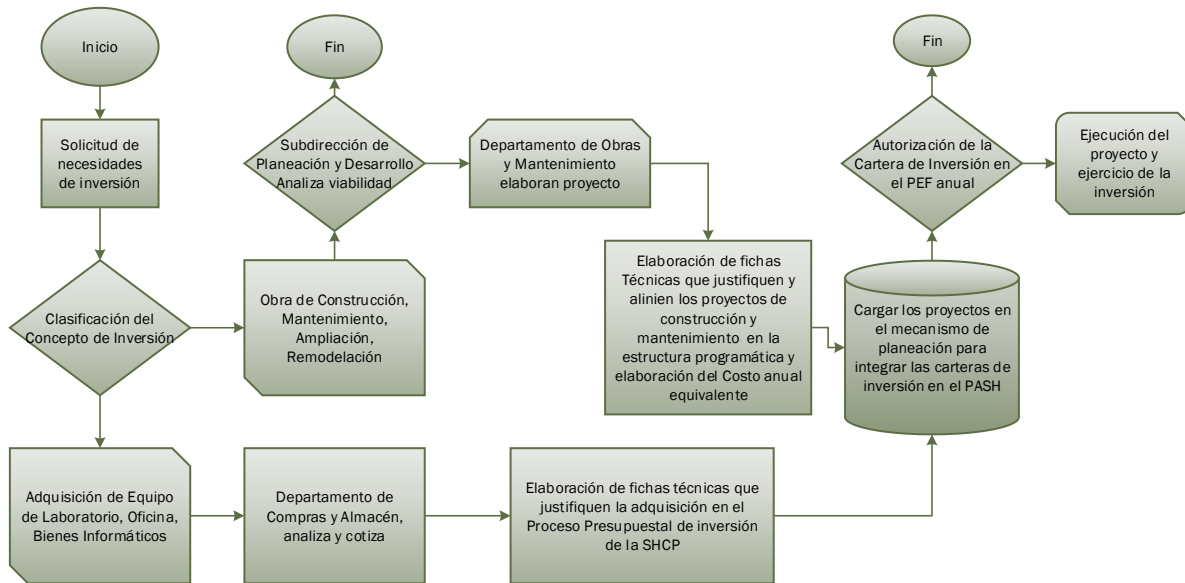 Inicio
Solicitud de
necesidades
de inversión
Clasificación del
Concepto de Inversión
Obra de Construcción,
Mantenimiento,
Ampliación,
Remodelación
Fin
Subdirección de
Planeación y Desarrollo
Analiza viabilidad
Departamento de Obras
y Mantenimiento
elaboran proyecto
Elaboración de fichas
Técnicas que justifiquen y
alinien los proyectos de
construcción y
mantenimiento en la
estructura programática y
elaboración del Costo anual
equivalente
Adquisición de Equipo
de Laboratorio, Oficina,
Bienes Informáticos
Departamento de
Compras y Almacén,
analiza y cotiza
Elaboración de fichas técnicas que
justifiquen la adquisición en el
Proceso Presupuestal de inversión
de la SHCP
Cargar los proyectos en
el mecanismo de
planeación para
integrar las carteras de
inversión en el PASH
Autorización de la
Cartera de Inversión en
el PEF anual
Fin
Ejecución del
proyecto y
ejercicio de la
inversión